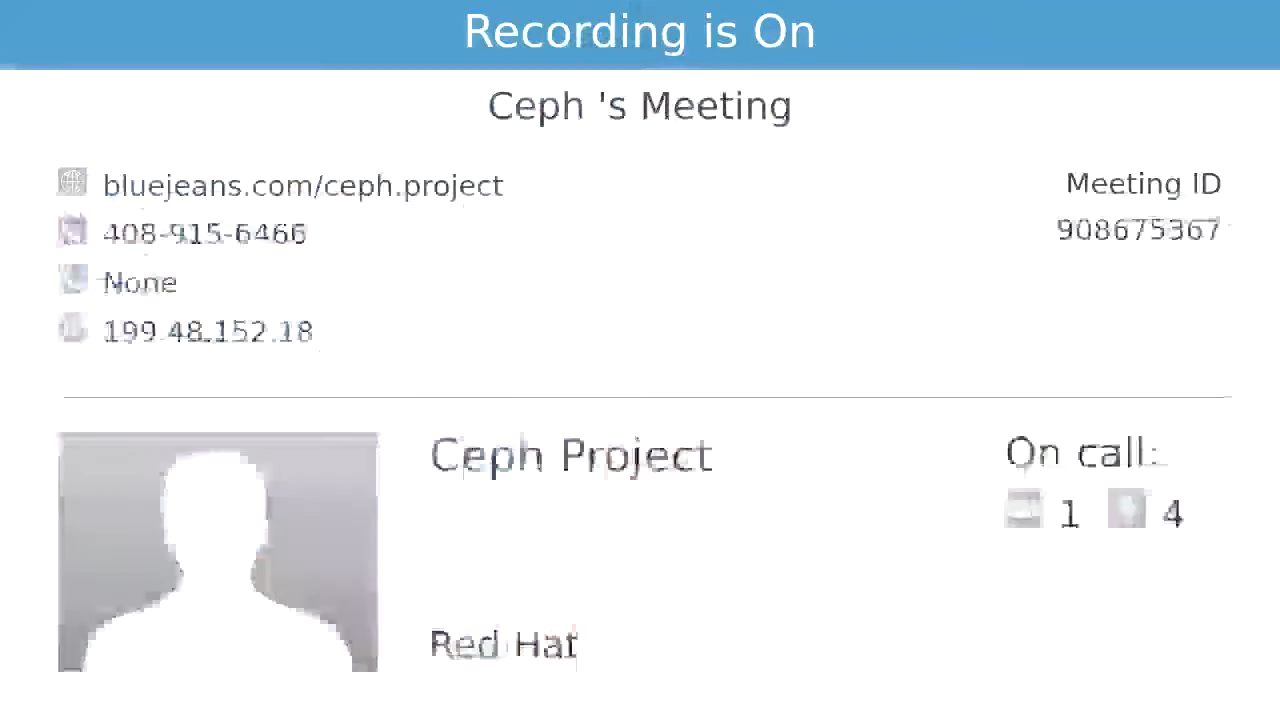 Recording is On
Ceph 's Meeting
bluejeans.com/ceph.project
408-915-6466
None
199.48.152.18
Meeting ID
908675367
Ceph Project
On call:
1 4
Red Hat